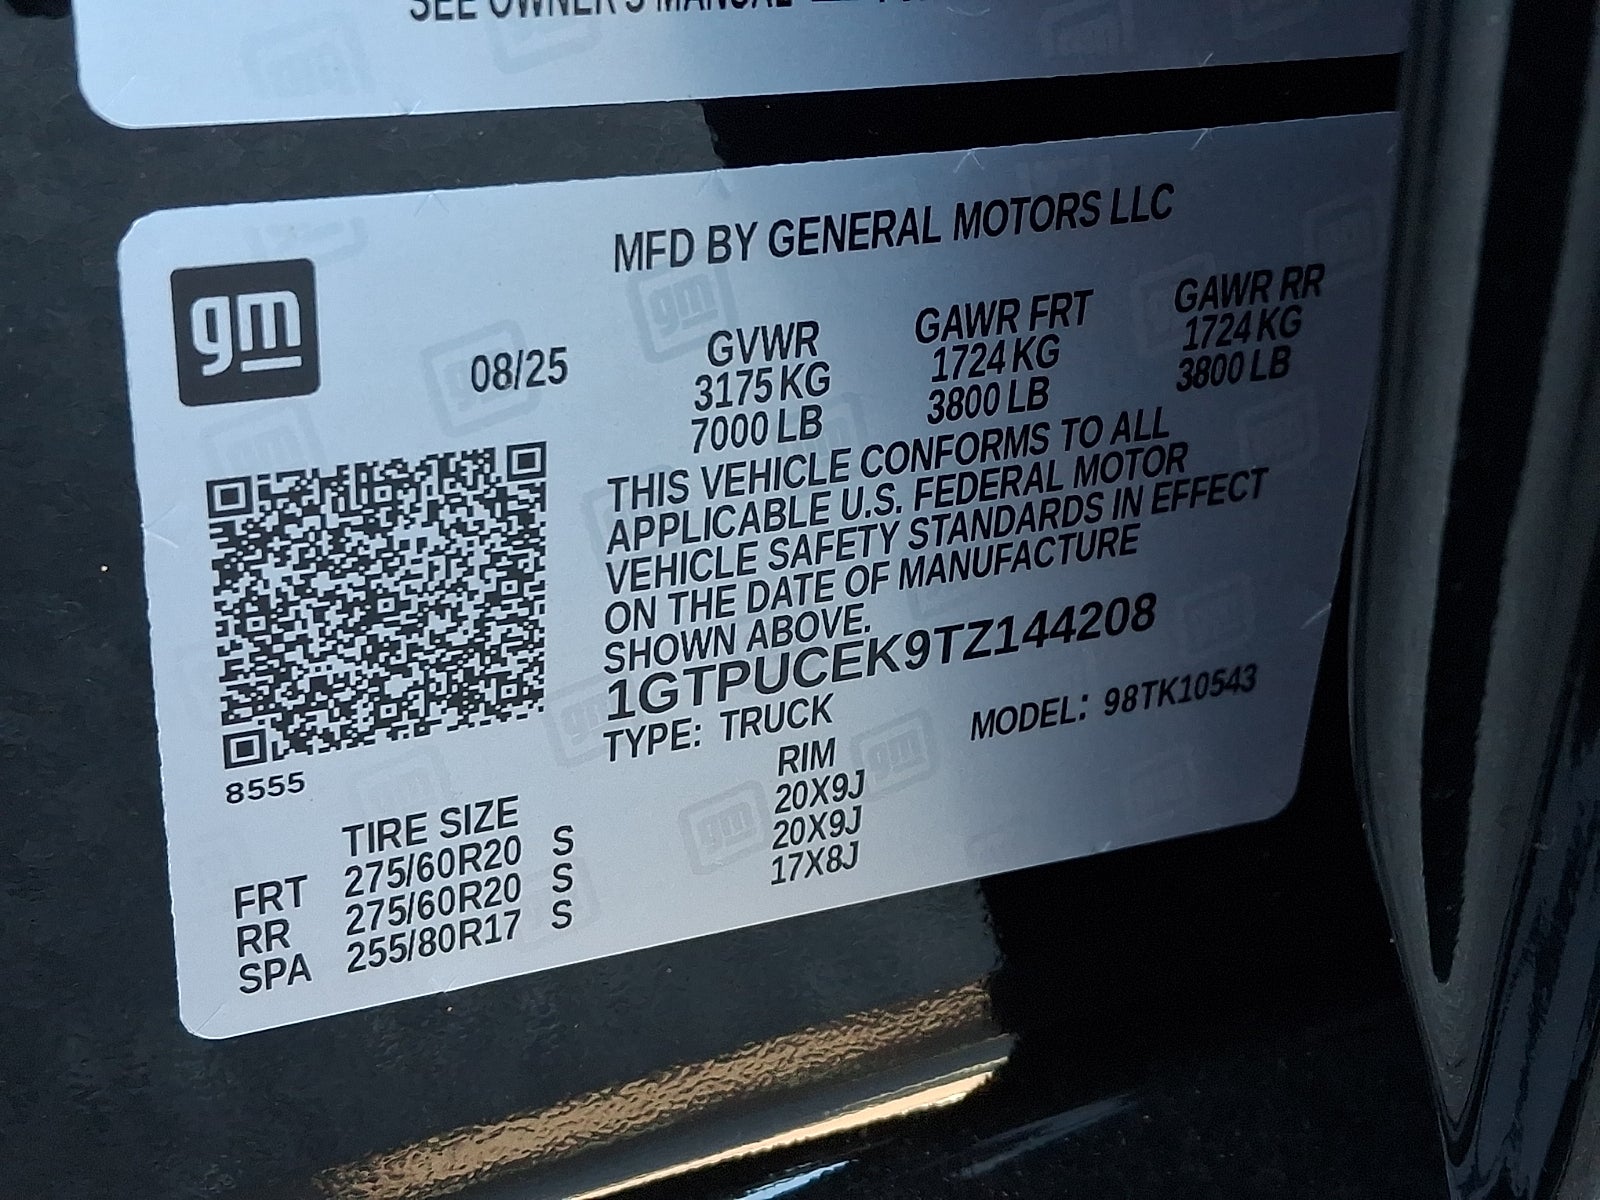 SEE OWNER'S MANUAL
gm
MFD BY GENERAL MOTORS LLC
08/25
GVWR GAWR FRT GAWR RR
3175 KG 1724 KG 1724 KG
7000 LB 3800 LB 3800 LB
THIS VEHICLE CONFORMS TO ALL
APPLICABLE U.S. FEDERAL MOTOR
VEHICLE SAFETY STANDARDS IN EFFECT
ON THE DATE OF MANUFACTURE
SHOWN ABOVE.
1GTPUCEK9TZ144208
TYPE: TRUCK MODEL: 98TK10543
8555
TIRE SIZE RIM
FRT 275/60R20 S 20X9J
RR 275/60R20 S 20X9J
SPA 255/80R17 S 17X8J